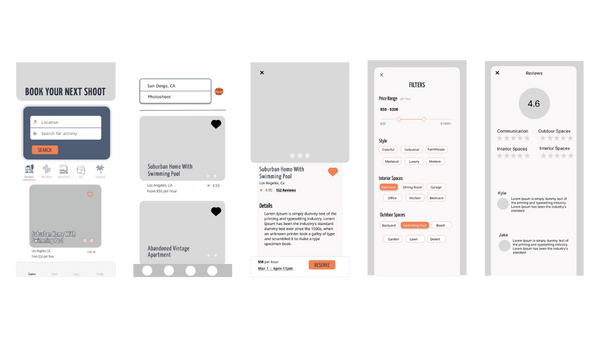 BOOK YOUR NEXT SHOOT
Location
Search for activity
SEARCH
Suburban Home With
Swimming Pool
Los Angeles, CA
San Deigo, CA
Photoshoot
Suburban Home With
Swimming Pool
Los Angeles, CA
4.95
From $50 per hour
Abandoned Vintage
Apartment
Suburban Home With
Swimming Pool
Los Angeles, CA
4.95
152 Reviews
Details
Lorem Ipsum is simply dummy
text of the printing and
typesetting industry. Lorem
Ipsum has been the industry's
standard dummy text ever since
the 1500s, when an unknown
printer took a galley of type
and scrambled it to make a type
specimen book.
$50 per hour
Mar 1 | 6pm-11pm
RESERVE
FILTERS
Price Range
$50 - $200
Style
Colorful
Industrial
Farmhouse
Medieval
Luxury
Modern
Interior Spaces
Dining Room
Garage
Office
Kitchen
Outdoor Spaces
Backyard
Swimming Pool
Beach
Garden
Lawn
Desert
Reviews
4.6
Communication
Outdoor Spaces
Interior Spaces
Interior Spaces
Kyle
Lorem Ipsum is simply dummy text of
the printing and typesetting industry.
Lorem Ipsum has been the industry's
standard
Jake
Lorem Ipsum is simply dummy text of
the printing and typesetting industry.
Lorem Ipsum has been the industry's
standard